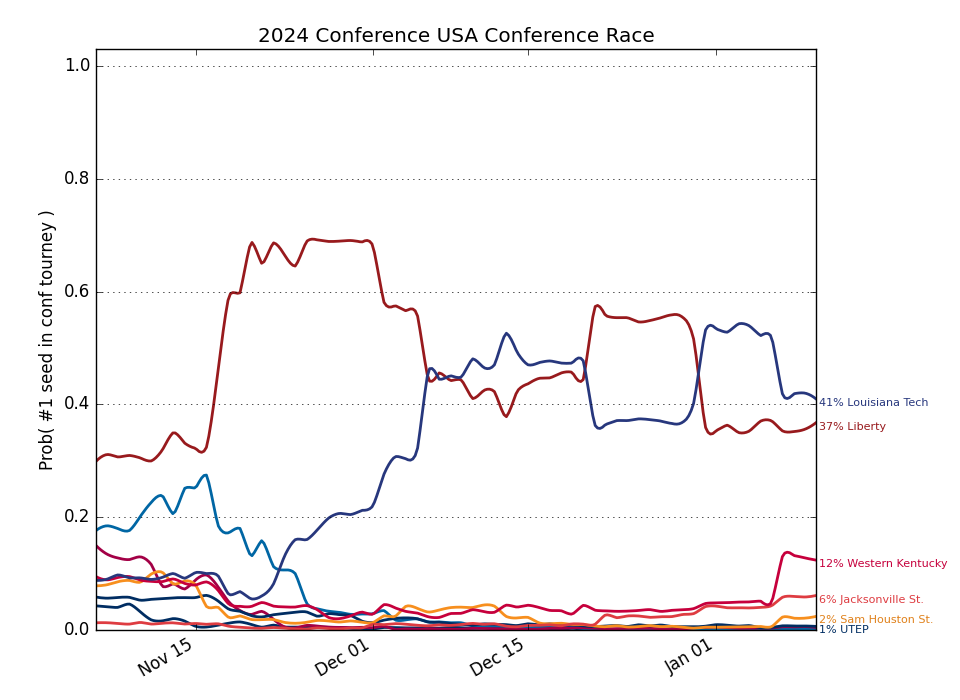 2024 Conference USA Conference Race
Prob( #1 seed in conf tourney )
1.0
0.8
0.6
0.4
0.2
0.0
Nov 15
Dec 01
Dec 15
Jan 01
41% Louisiana Tech
37% Liberty
12% Western Kentucky
6% Jacksonville St.
2% Sam Houston St.
1% UTEP